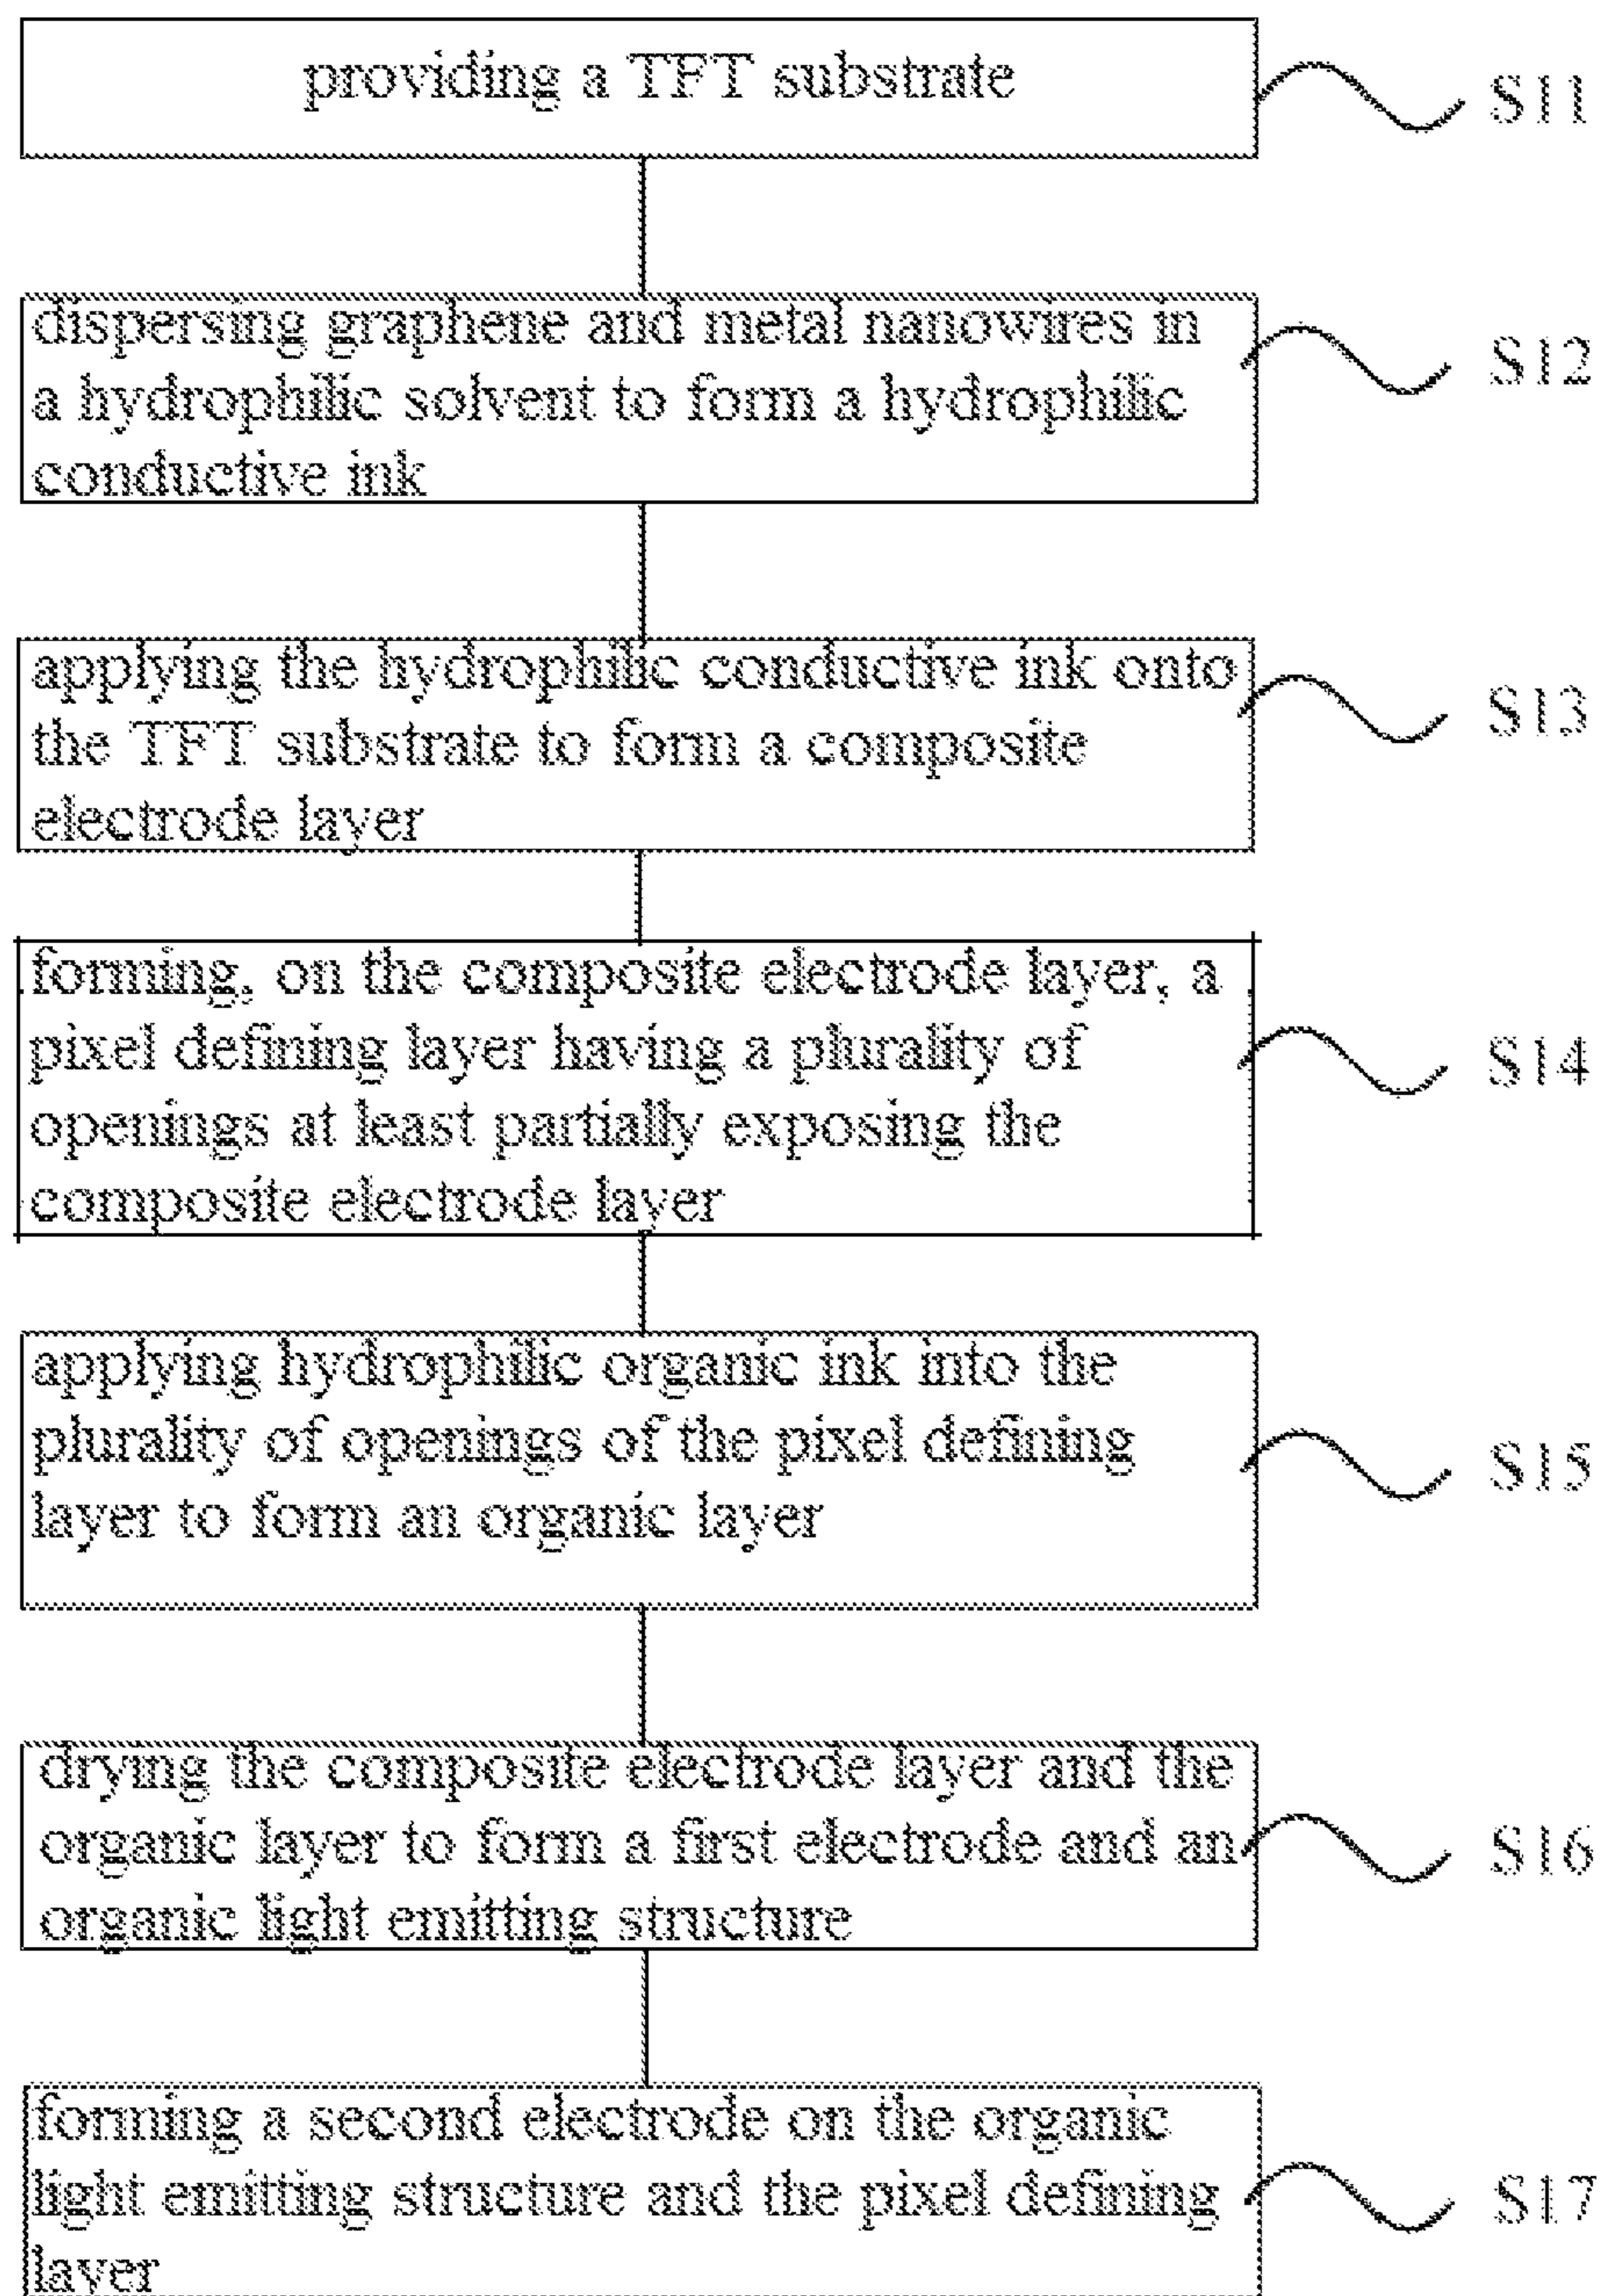 providing a TFT substrate
S11
dispersing graphene and metal nanowires in
a hydrophilic solvent to form a hydrophilic
conductive ink
S12
applying the hydrophilic conductive ink onto
the TFT substrate to form a composite
electrode layer
S13
forming, on the composite electrode layer, a
pixel defining layer having a plurality of
openings at least partially exposing the
composite electrode layer
S14
applying hydrophilic organic ink into the
plurality of openings of the pixel defining
layer to form an organic layer
S15
drying the composite electrode layer and the
organic layer to form a first electrode and an
organic light emitting structure
S16
forming a second electrode on the organic
light emitting structure and the pixel defining
layer
S17